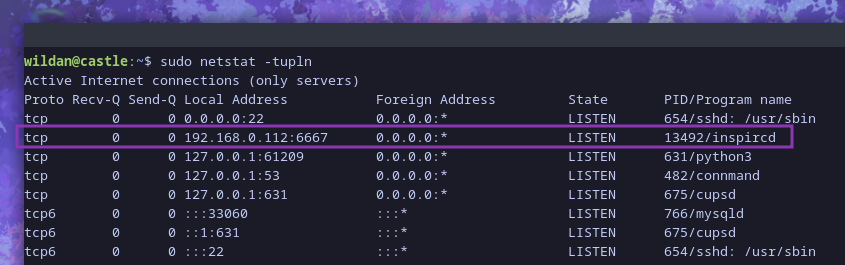 wildan@castle:~$ sudo netstat -tupln
Active Internet connections (only servers)
Proto Recv-Q Send-Q Local Address           Foreign Address         State       PID/Program name
tcp        0      0 0.0.0.0:22              0.0.0.0:*               LISTEN      654/sshd: /usr/sbin
tcp        0      0 192.168.0.112:6667      0.0.0.0:*               LISTEN      13492/inspircd
tcp        0      0 127.0.0.1:61209         0.0.0.0:*               LISTEN      631/python3
tcp        0      0 127.0.0.1:53            0.0.0.0:*               LISTEN      482/connmand
tcp        0      0 127.0.0.1:631           0.0.0.0:*               LISTEN      675/cupsd
tcp6       0      0 :::33060                :::*                    LISTEN      766/mysqld
tcp6       0      0 ::1:631                 :::*                    LISTEN      675/cupsd
tcp6       0      0 :::22                   :::*                    LISTEN      654/sshd: /usr/sbin